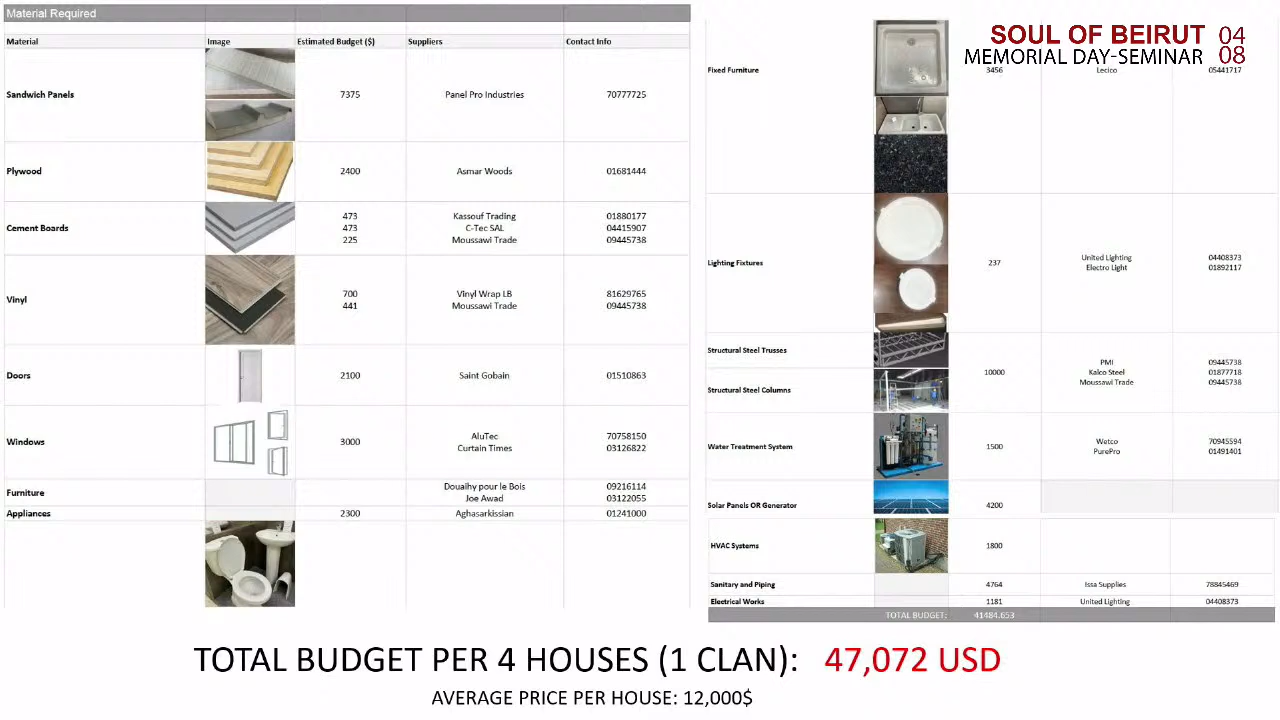 Material Required
Material Image Estimated Budget ($) Suppliers Contact Info
Sandwich Panels 7375 Panel Pro Industries 70777725
Plywood 2400 Asmar Woods 01681444
Cement Boards
473 Kassouf Trading 01880177
473 C-Tec SAL 04415907
225 Moussawi Trade 09445738
Vinyl
700 Vinyl Wrap LB 81629765
441 Moussawi Trade 09445738
Doors 2100 Saint Gobain 01510863
Windows 3000
AluTec 70758150
Curtain Times 03126822
Furniture
Douaihy pour le Bois 09216114
Joe Awad 03122055
Appliances 2300 Aghasarkissian 01241000
SOUL OF BEIRUT 04
MEMORIAL DAY-SEMINAR 08
Fixed Furniture 3456 Lecico 05441717
Lighting Fixtures 237
United Lighting 04408373
Electro Light 01892117
Structural Steel Trusses
Structural Steel Columns
10000
PMI 09445738
Kalco Steel 01877718
Moussawi Trade 09445738
Water Treatment System 1500
Wetco 70945594
PurePro 01491401
Solar Panels OR Generator 4200
HVAC Systems 1800
Sanitary and Piping 4764 Issa Supplies 78845469
Electrical Works 1181 United Lighting 04408373
TOTAL BUDGET: 41484.653
TOTAL BUDGET PER 4 HOUSES (1 CLAN): 47,072 USD
AVERAGE PRICE PER HOUSE: 12,000$